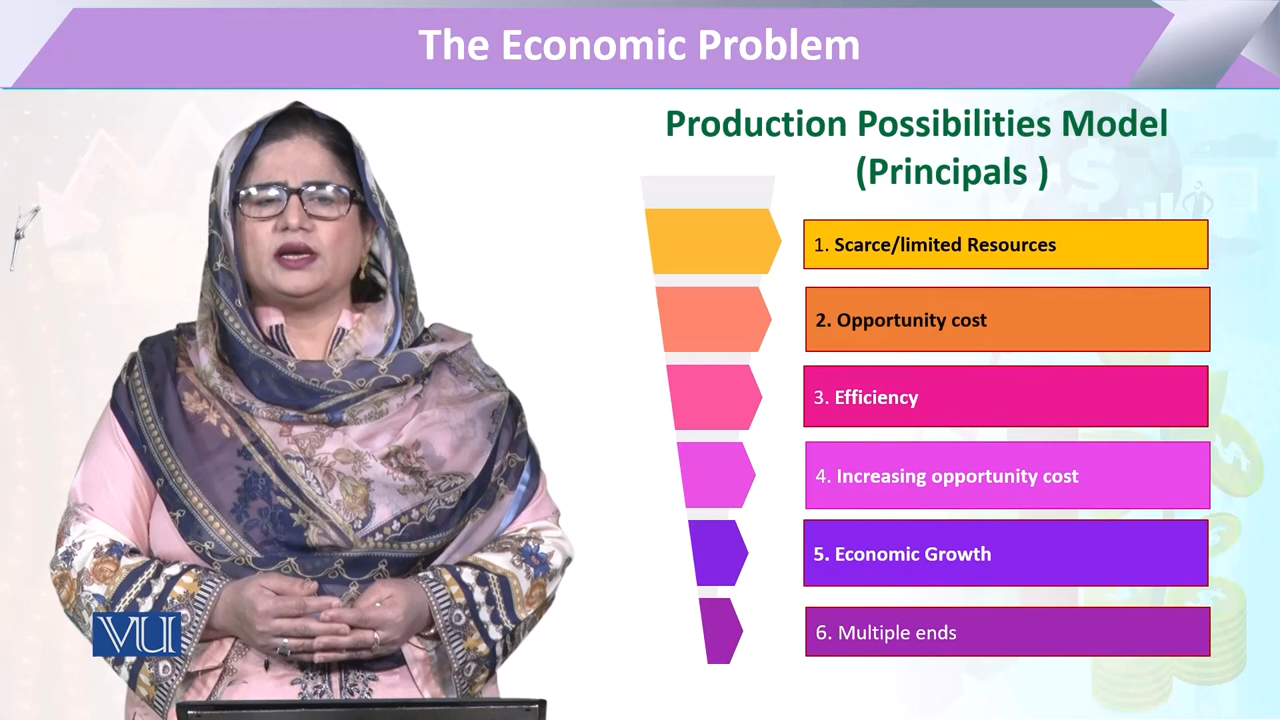 The Economic Problem
Production Possibilities Model
(Principals )
1. Scarce/limited Resources
2. Opportunity cost
3. Efficiency
4. Increasing opportunity cost
5. Economic Growth
6. Multiple ends
VU